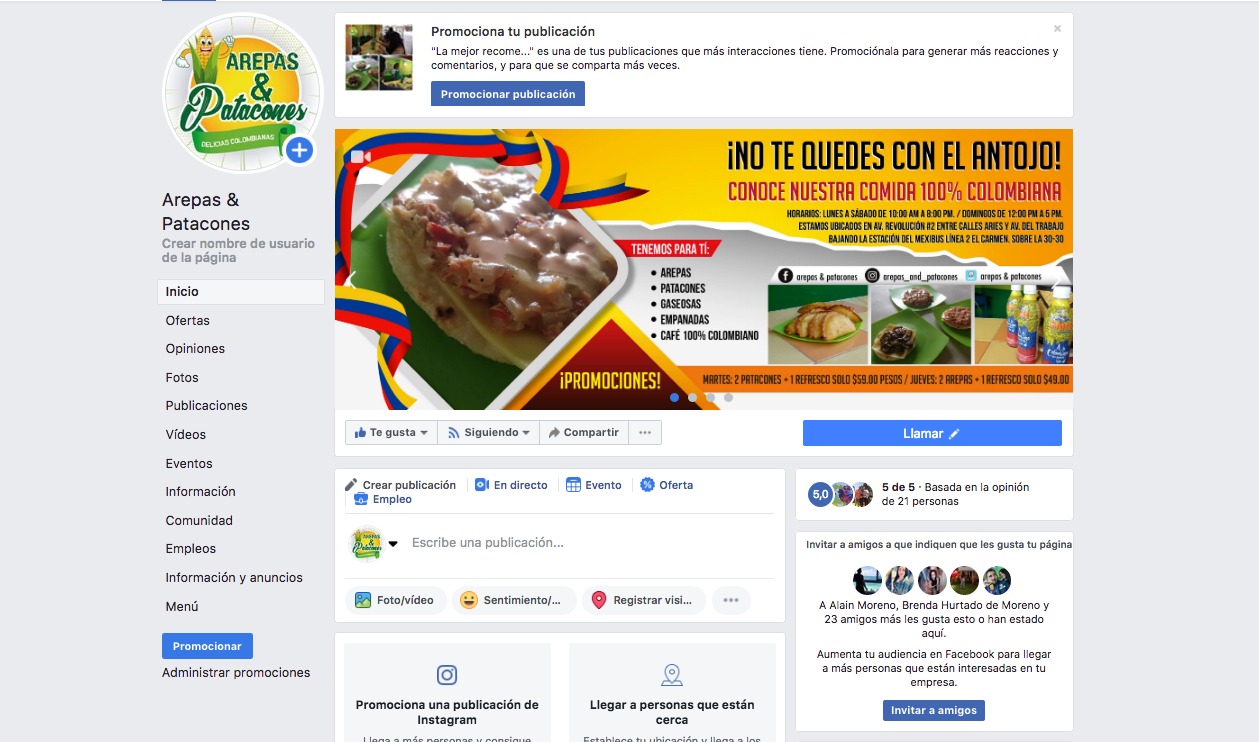 AREPAS
&
Patacones
DELICIAS COLOMBIANAS
Arepas &
Patacones
Crear nombre de usuario
de la página
Inicio
Ofertas
Opiniones
Fotos
Publicaciones
Vídeos
Eventos
Información
Comunidad
Empleos
Información y anuncios
Menú
Promocionar
Administrar promociones
Promociona tu publicación
"La mejor recome..." es una de tus publicaciones que más interacciones tiene. Promociónala para generar más reacciones y
comentarios, y para que se comparta más veces.
Promocionar publicación
¡NO TE QUEDES CON EL ANTOJO!
CONOCE NUESTRA COMIDA 100% COLOMBIANA
HORARIOS: LUNES A SÁBADO DE 10:00 AM A 8:00 PM. / DOMINGOS DE 12:00 PM A 5 PM.
ESTAMOS UBICADOS EN AV. REVOLUCIÓN #2 ENTRE CALLES ARIES Y AV. DEL TRABAJO
BAJANDO LA ESTACIÓN DEL MEXIBUS LÍNEA 2 EL CARMEN. SOBRE LA 30-30
TENEMOS PARA TÍ:
• AREPAS
• PATACONES
• GASEOSAS
• EMPANADAS
• CAFÉ 100% COLOMBIANO
arepas & patacones arepas_and_patacones arepas & patacones
¡PROMOCIONES!
MARTES: 2 PATACONES + 1 REFRESCO SOLO $59.00 PESOS / JUEVES: 2 AREPAS + 1 REFRESCO SOLO $49.00
Te gusta Siguiendo Compartir ...
Llamar
Crear publicación En directo Evento Oferta
Empleo
AREPAS
&
Patacones
Escribe una publicación...
Foto/vídeo Sentimiento/... Registrar visi... ...
Promociona una publicación de
Instagram
Llega a más personas y consigue
Llegar a personas que están
cerca
Establece tu ubicación y llega a los
5,0
5 de 5 · Basada en la opinión
de 21 personas
Invitar a amigos a que indiquen que les gusta tu página
A Alain Moreno, Brenda Hurtado de Moreno y
23 amigos más les gusta esto o han estado
aquí.
Aumenta tu audiencia en Facebook para llegar
a más personas que están interesadas en tu
empresa.
Invitar a amigos